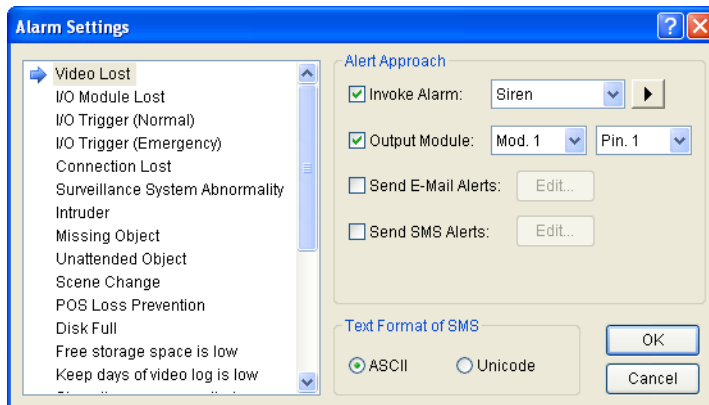 Alarm Settings
Video Lost
I/O Module Lost
I/O Trigger (Normal)
I/O Trigger (Emergency)
Connection Lost
Surveillance System Abnormality
Intruder
Missing Object
Unattended Object
Scene Change
POS Loss Prevention
Disk Full
Free storage space is low
Keep days of video log is low
Alert Approach
Invoke Alarm: Siren
Output Module: Mod. 1 Pin. 1
Send E-Mail Alerts: Edit...
Send SMS Alerts: Edit...
Text Format of SMS
ASCII Unicode
OK
Cancel